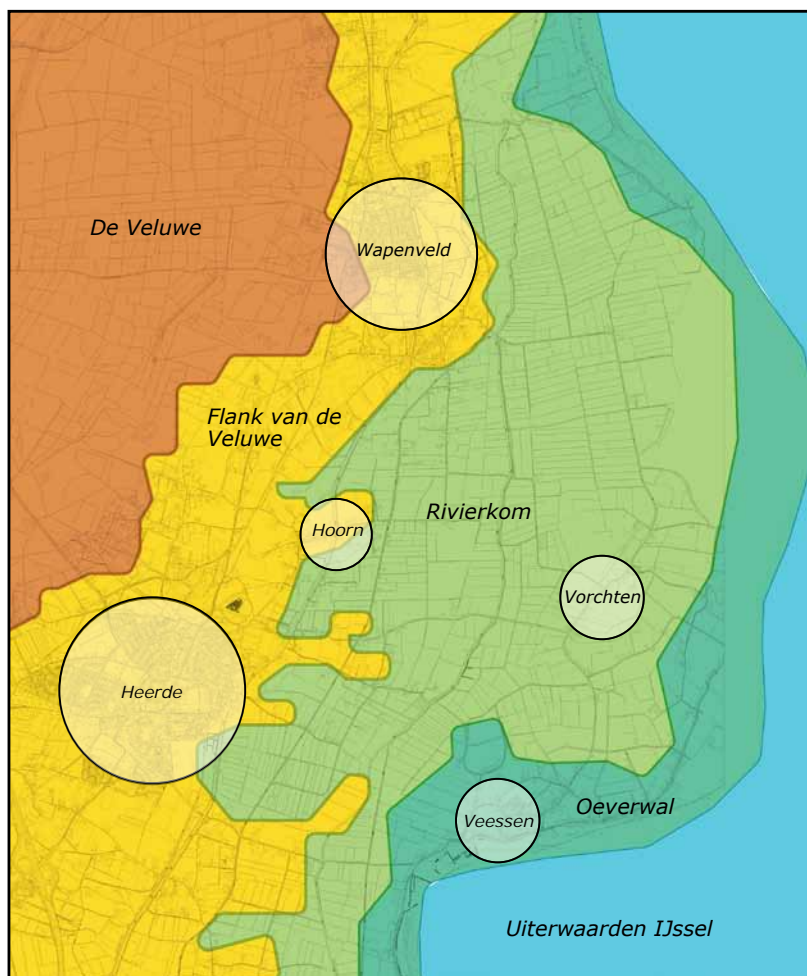 De Veluwe
Wapenveld
Flank van de
Veluwe
Rivierkom
Hoorn
Vorchten
Heerde
Oeverwal
Veessen
Uiterwaarden IJssel